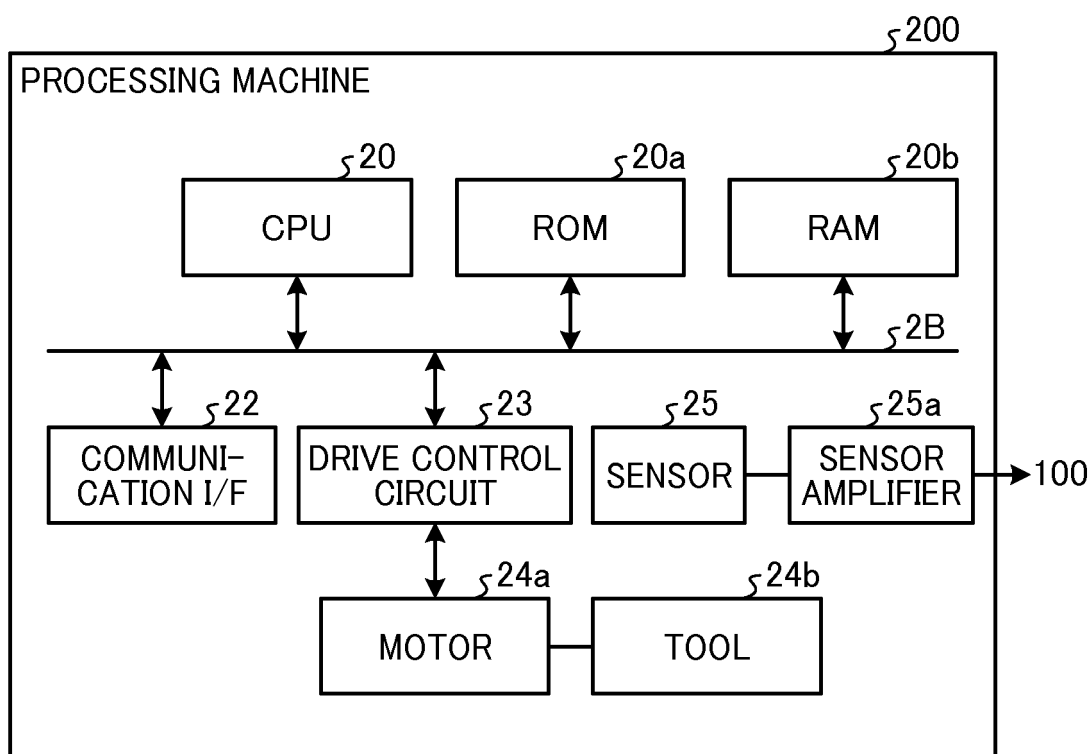 200
PROCESSING MACHINE
20
20a
20b
CPU
ROM
RAM
2B
22
23
25
25a
COMMUNI-
CATION I/F
DRIVE CONTROL
CIRCUIT
SENSOR
SENSOR
AMPLIFIER
100
24a
24b
MOTOR
TOOL